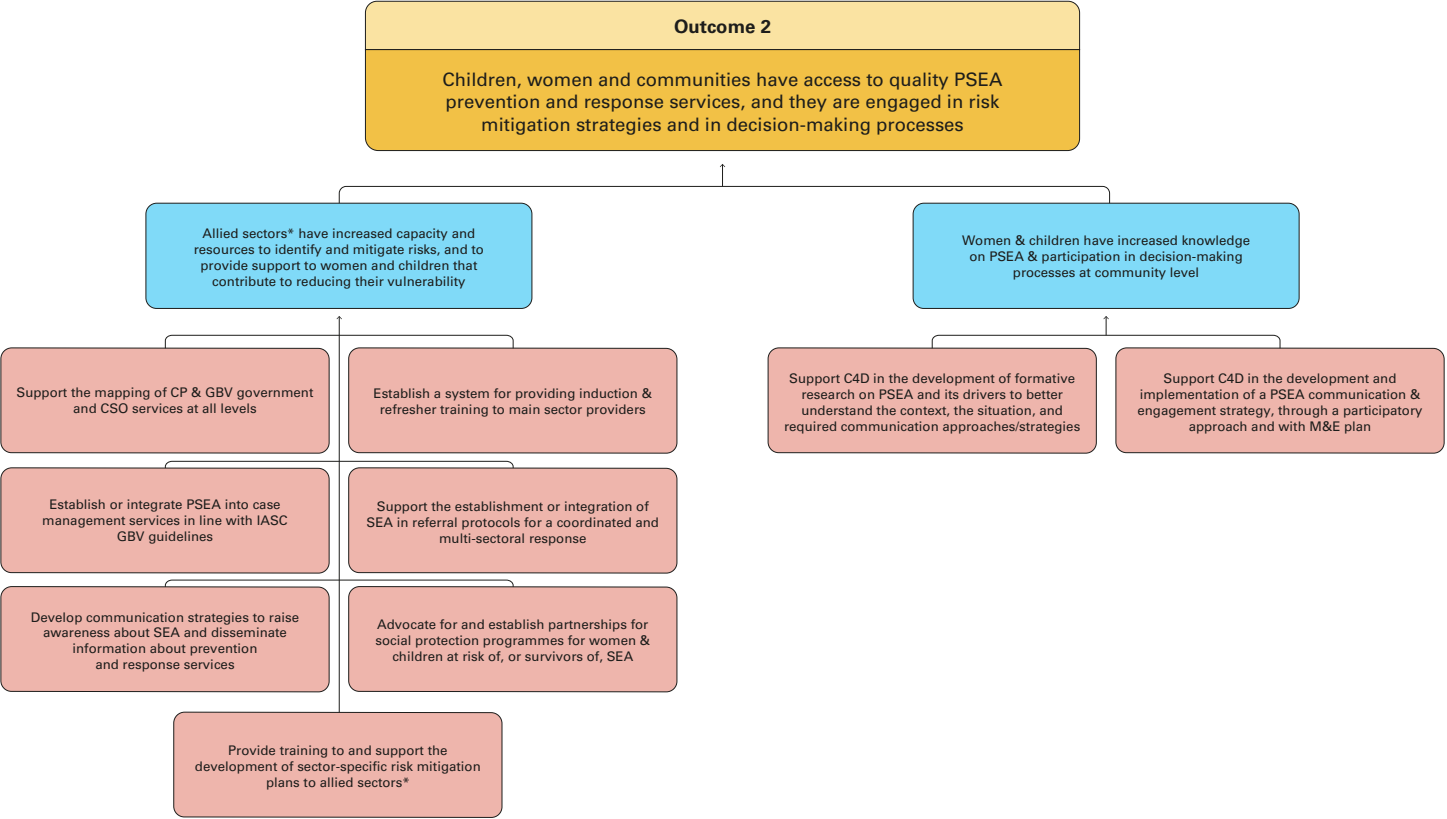 Outcome 2
Children, women and communities have access to quality PSEA
prevention and response services, and they are engaged in risk
mitigation strategies and in decision-making processes
Allied sectors* have increased capacity and
resources to identify and mitigate risks, and to
provide support to women and children that
contribute to reducing their vulnerability
Women & children have increased knowledge
on PSEA & participation in decision-making
processes at community level
Support the mapping of CP & GBV government
and CSO services at all levels
Establish a system for providing induction &
refresher training to main sector providers
Support C4D in the development of formative
research on PSEA and its drivers to better
understand the context, the situation, and
required communication approaches/strategies
Support C4D in the development and
implementation of a PSEA communication &
engagement strategy, through a participatory
approach and with M&E plan
Establish or integrate PSEA into case
management services in line with IASC
GBV guidelines
Support the establishment or integration of
SEA in referral protocols for a coordinated and
multi-sectoral response
Develop communication strategies to raise
awareness about SEA and disseminate
information about prevention
and response services
Advocate for and establish partnerships for
social protection programmes for women &
children at risk of, or survivors of, SEA
Provide training to and support the
development of sector-specific risk mitigation
plans to allied sectors*